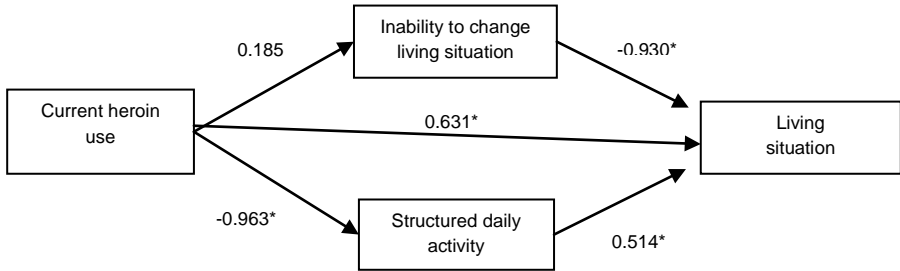 Inability to change
living situation
0.185
-0.930*
Current heroin
use
0.631*
Living
situation
-0.963*
Structured daily
activity
0.514*